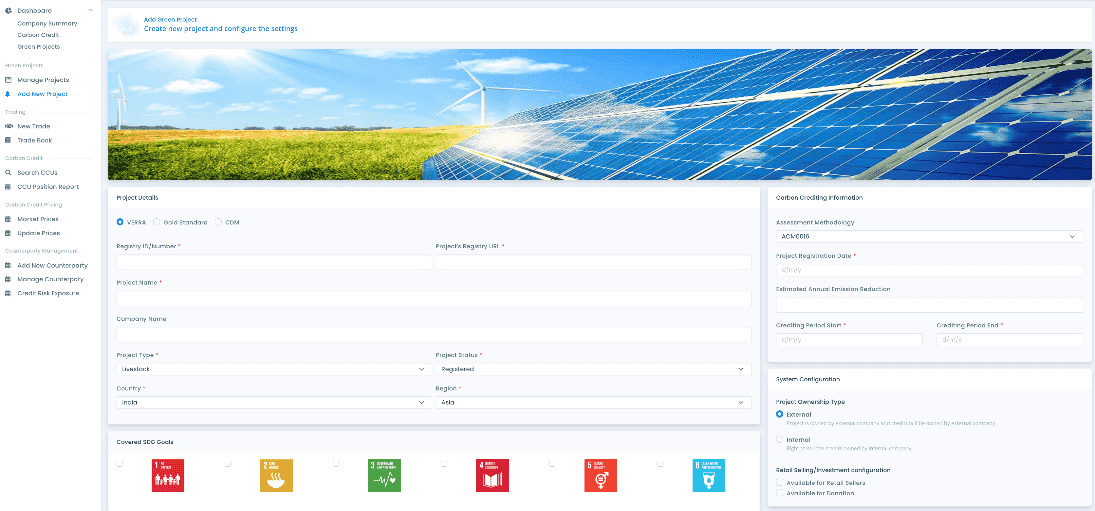 Dashboard
Company Summary
Carbon Credit
Green Projects
Green Projects
Manage Projects
Add New Project
Trading
New Trade
Trade Book
Carbon Credit
Search CCUs
CCU Position Report
Carbon Credit Pricing
Market Prices
Update Prices
Counterparty Management
Add New Counterparty
Manage Counterpaty
Credit Risk Exposure
Add Green Project
Create new project and configure the settings
Project Details
VERRA Gold Standard CDM
Registry ID/Number * Project's Registry URL *
Project Name *
Company Name
Project Type * Project Status *
Livestock Registered
Country * Region *
India Asia
Covered SDG Goals
1 NO POVERTY
2 ZERO HUNGER
3 GOOD HEALTH AND WELL-BEING
4 QUALITY EDUCATION
5 GENDER EQUALITY
6 CLEAN WATER AND SANITATION
Carbon Crediting Information
Assessment Methodology
ACM0016
Project Registration Date *
d/m/y
Estimated Annual Emission Reduction
Crediting Period Start * Crediting Period End *
d/m/y d/m/y
System Configuration
Project Ownership Type
External
Project is owned by external company and credits will be owned by external company
Internal
Right to sell the credits owned by internal company
Retail Selling/Investment configuration
Available for Retail Sellers
Available for Donation